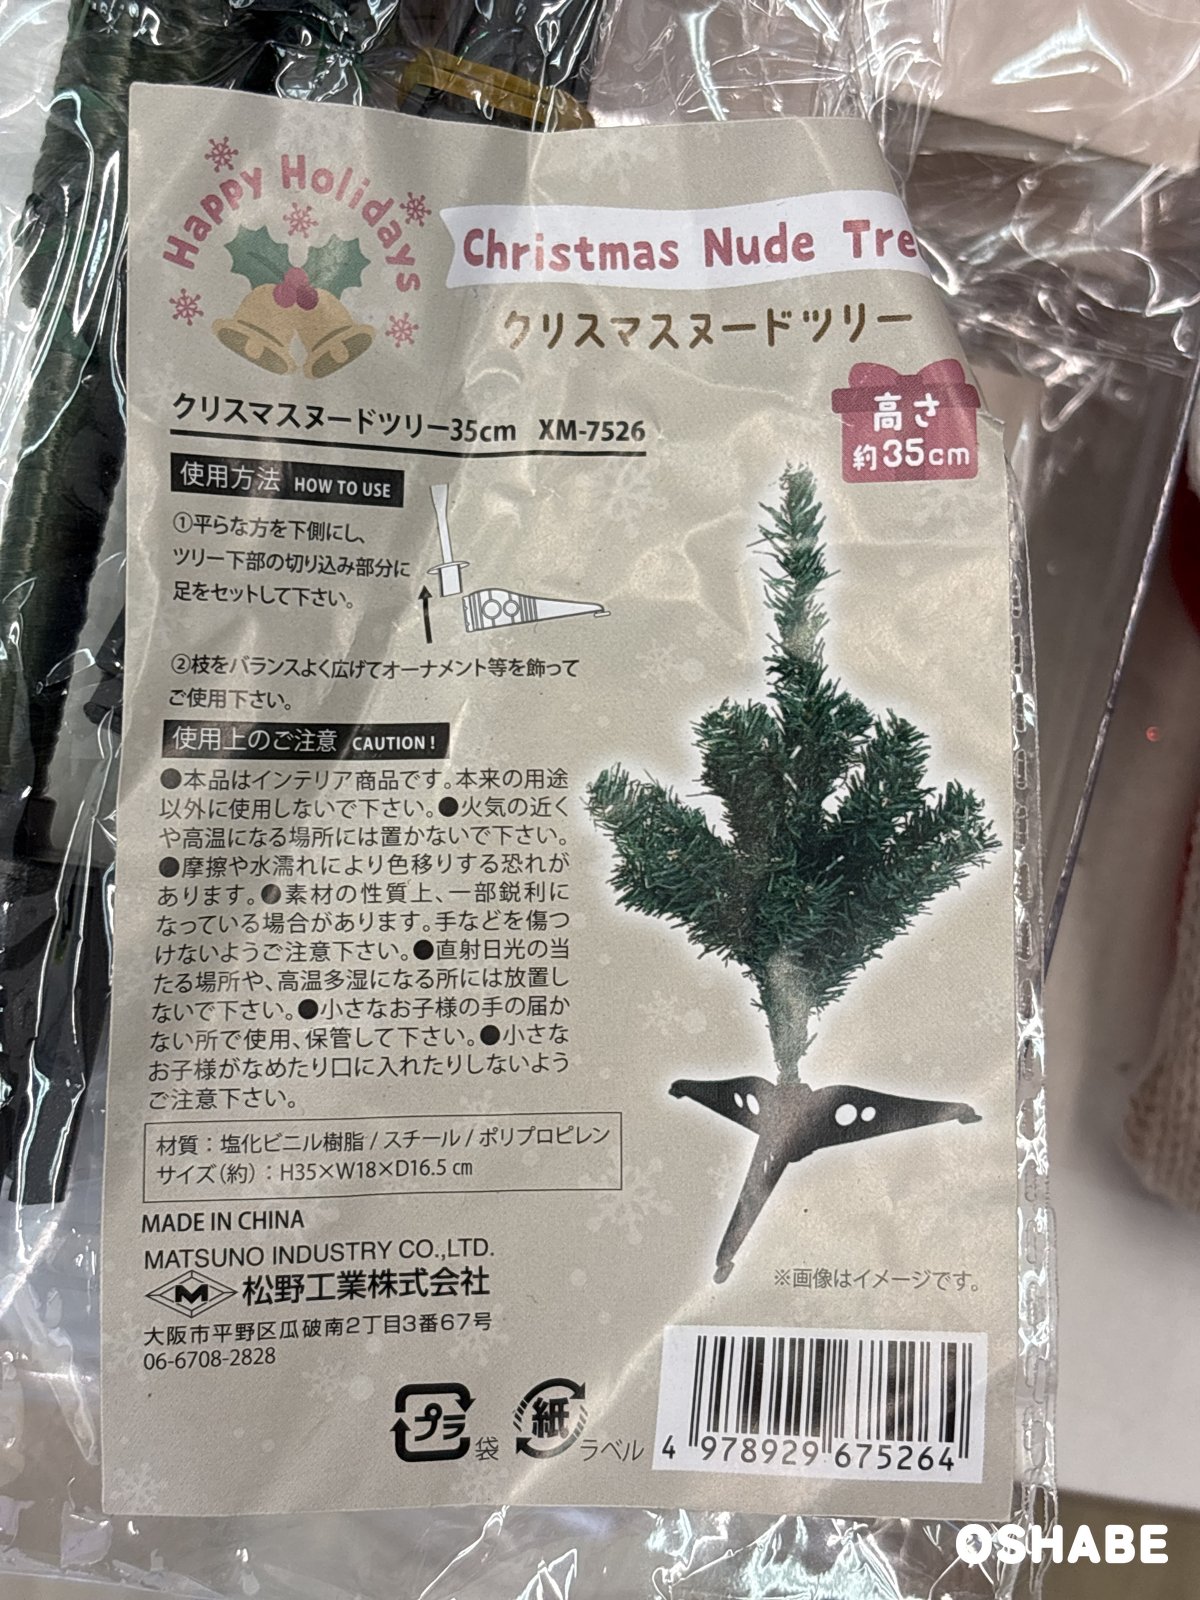 Happy Holidays
Christmas Nude Tre
クリスマスヌードツリー
高さ
約35cm
クリスマスヌードツリー35cm XM-7526
使用方法 HOW TO USE
①平らな方を下側にし、
ツリー下部の切り込み部分に
足をセットして下さい。
②枝をバランスよく広げてオーナメント等を飾って
ご使用下さい。
使用上のご注意 CAUTION!
●本品はインテリア商品です。本来の用途
以外に使用しないで下さい。●火気の近く
や高温になる場所には置かないで下さい。
●摩擦や水濡れにより色移りする恐れが
あります。●素材の性質上、一部鋭利に
なっている場合があります。手などを傷つ
けないようご注意下さい。●直射日光の当
たる場所や、高温多湿になる所には放置し
ないで下さい。●小さなお子様の手の届か
ない所で使用、保管して下さい。●小さな
お子様がなめたり口に入れたりしないよう
ご注意下さい。
材質：塩化ビニル樹脂/スチール/ポリプロピレン
サイズ(約)：H35×W18×D16.5㎝
MADE IN CHINA
MATSUNO INDUSTRY CO.,LTD.
M 松野工業株式会社
大阪市平野区瓜破南2丁目3番67号
06-6708-2828
※画像はイメージです。
プラ 袋 紙 ラベル
4 978929 675264
OSHABE